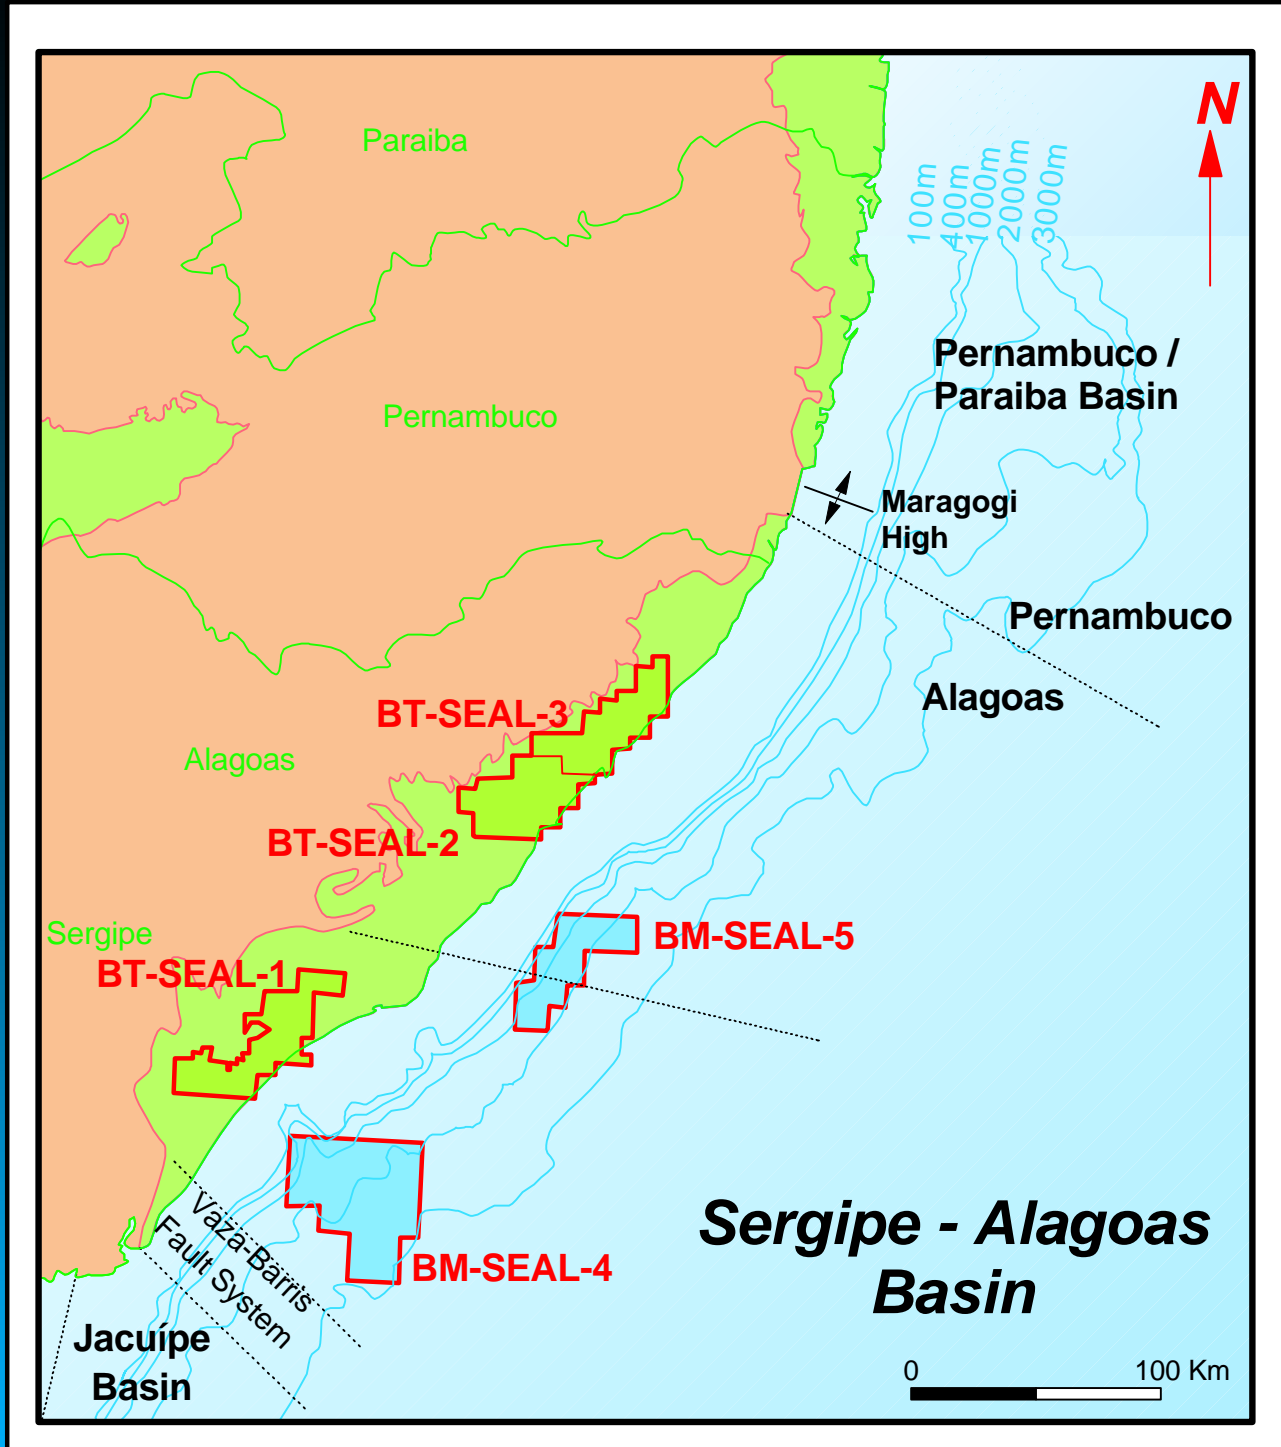 N
Paraiba
100m
400m
1000m
2000m
3000m
Pernambuco /
Paraiba Basin
Pernambuco
Maragogi
High
Pernambuco
Alagoas
BT-SEAL-3
Alagoas
BT-SEAL-2
Sergipe
BM-SEAL-5
BT-SEAL-1
Vaza-Barris
Fault System
Sergipe - Alagoas
Basin
BM-SEAL-4
Jacuípe
Basin
0 100 Km